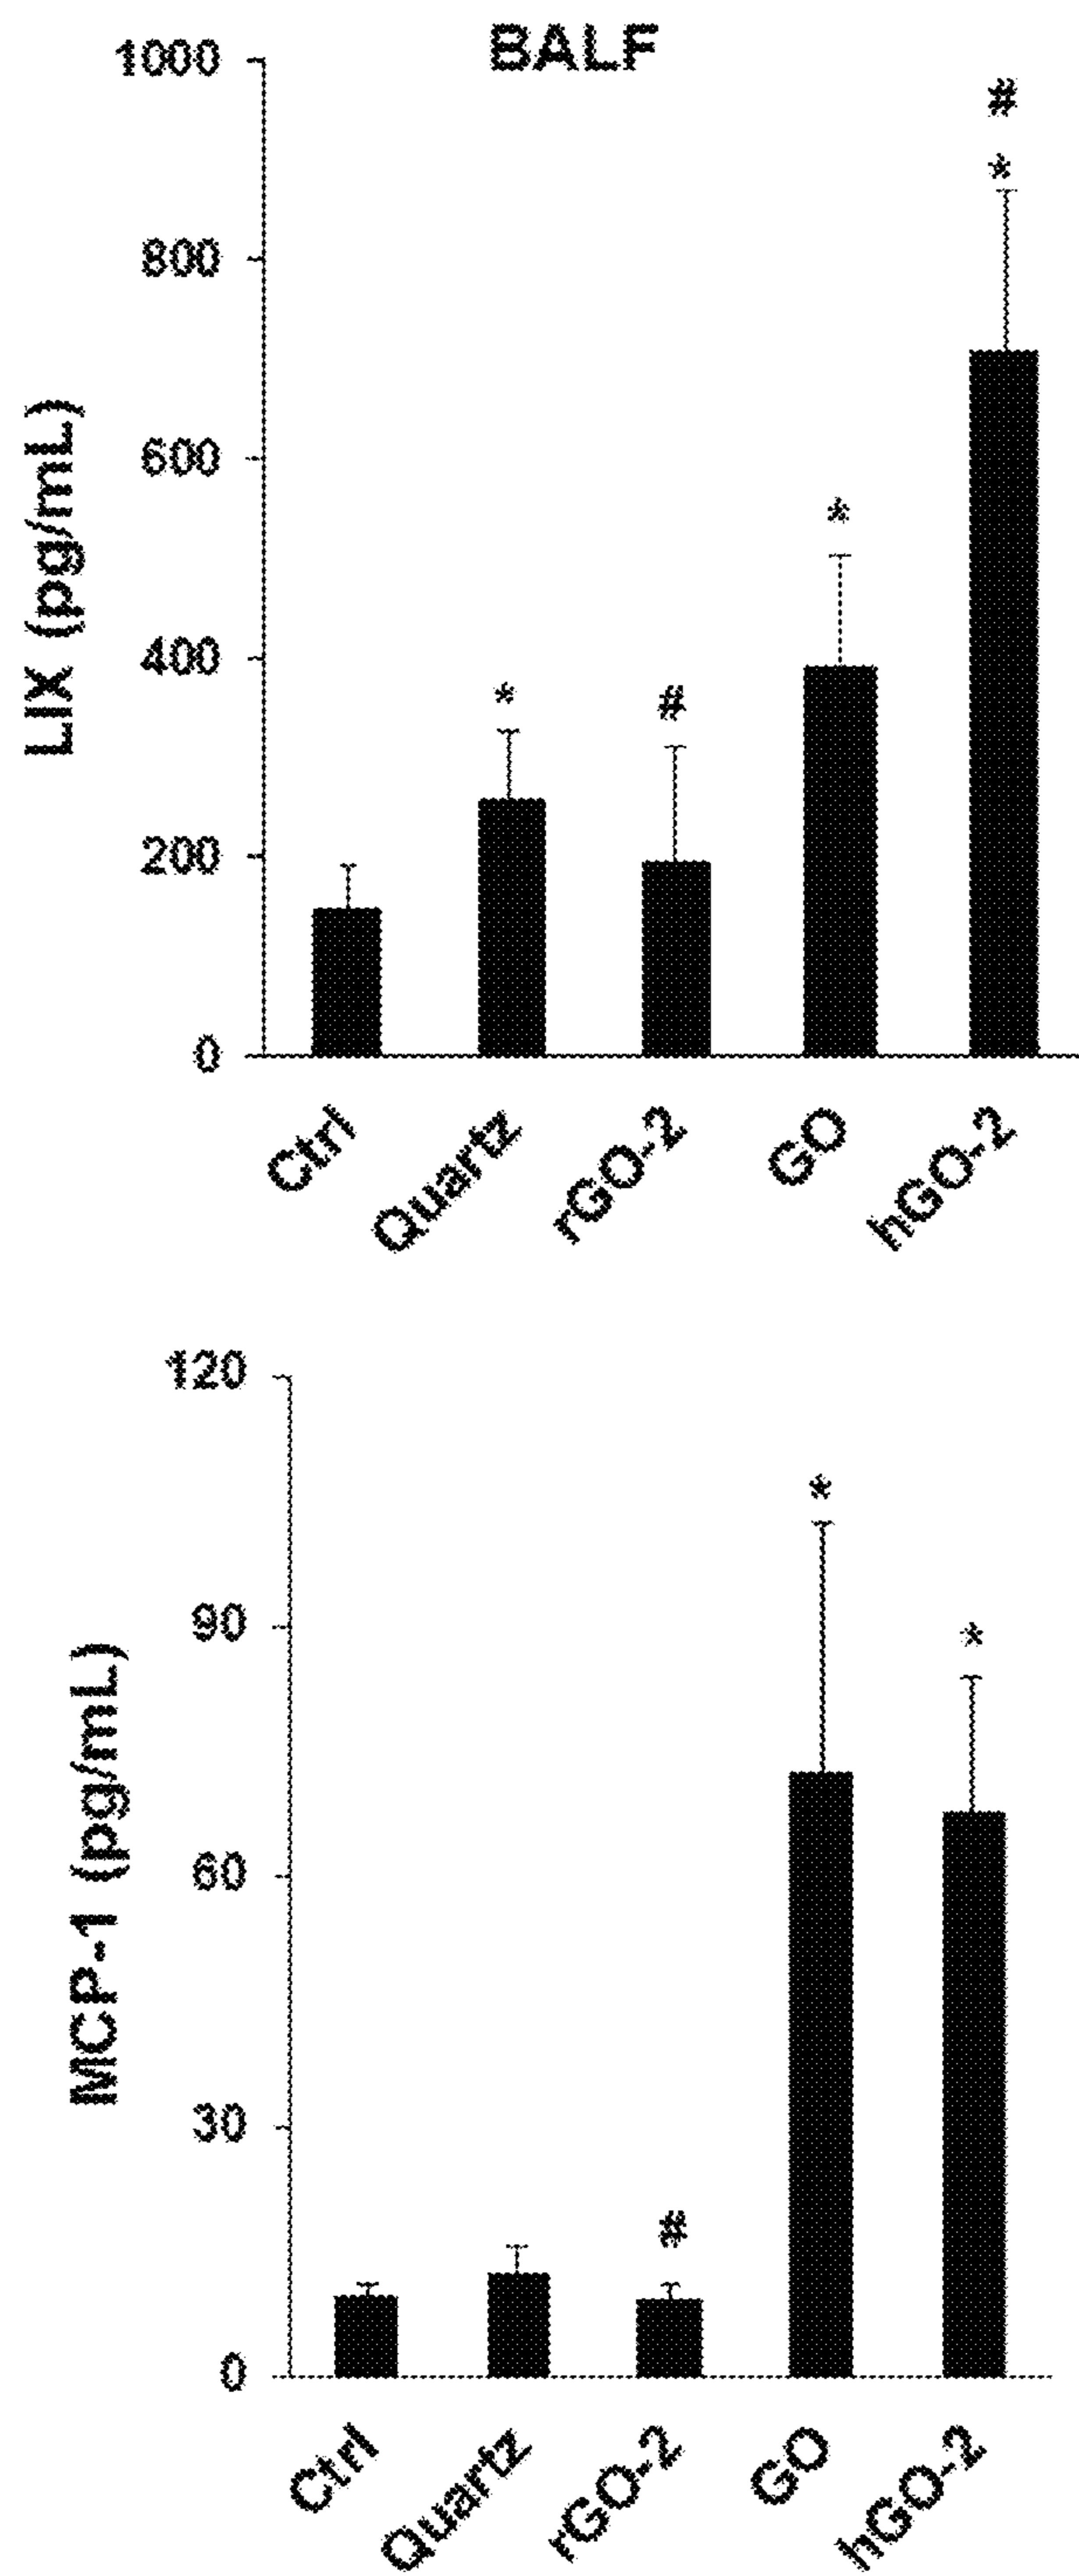 BALF
LIX (pg/mL)
1000
800
600
400
200
0
*
#
*
#
*
Ctrl
Quartz
rGO-2
GO
hGO-2
MCP-1 (pg/mL)
120
90
60
30
0
#
*
*
Ctrl
Quartz
rGO-2
GO
hGO-2